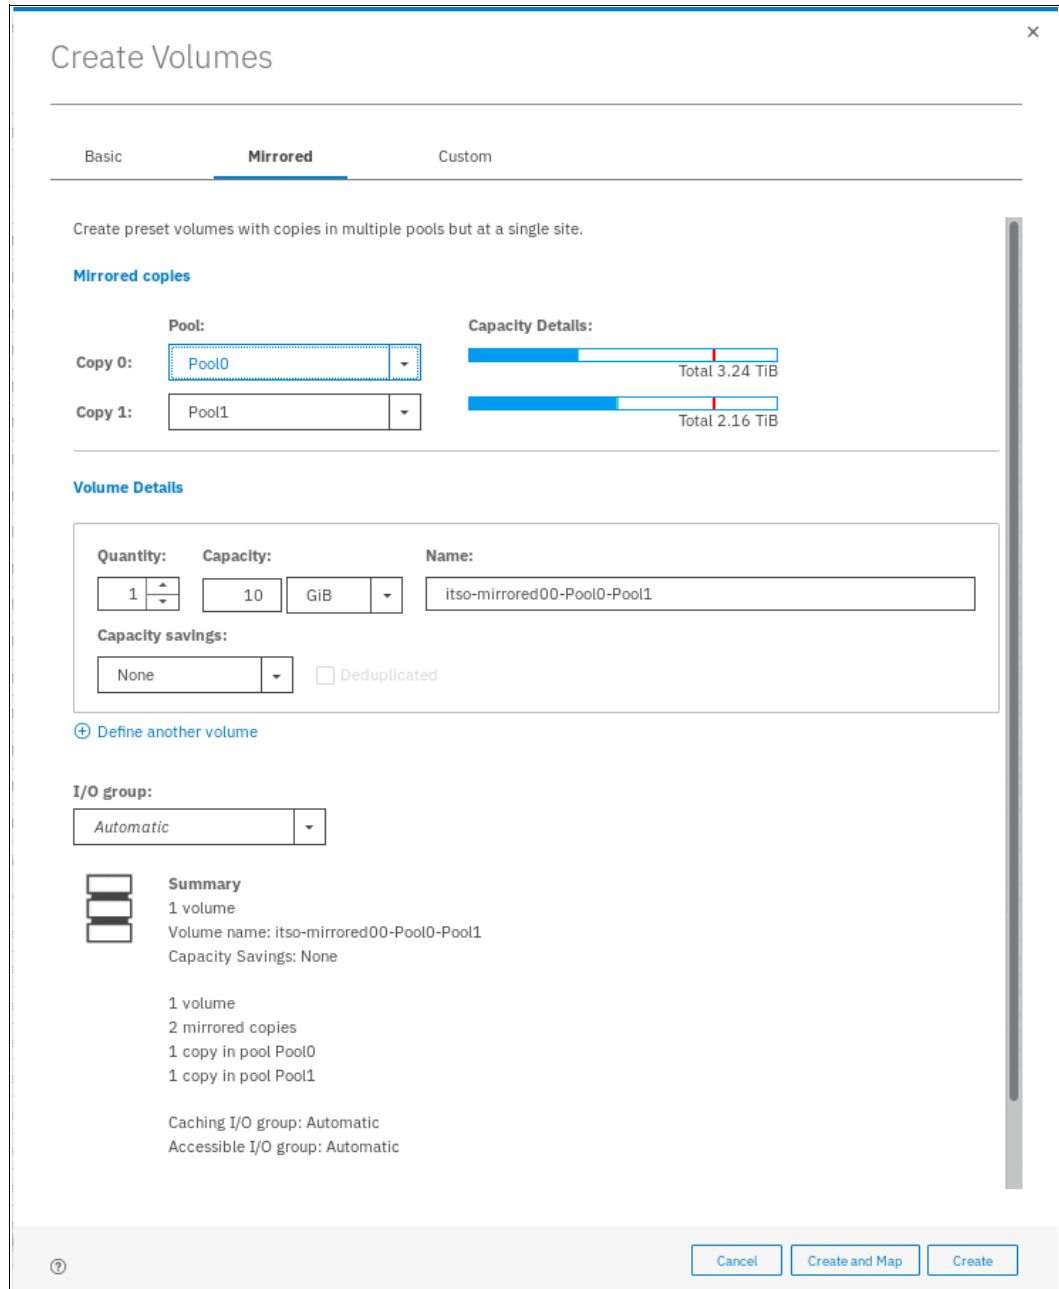 Create Volumes
Basic Mirrored Custom
Create preset volumes with copies in multiple pools but at a single site.
Mirrored copies
Pool: Capacity Details:
Copy 0: Pool0
Total 3.24 TiB
Copy 1: Pool1
Total 2.16 TiB
Volume Details
Quantity: Capacity: Name:
1 10 GiB itso-mirrored00-Pool0-Pool1
Capacity savings:
None Deduplicated
Define another volume
I/O group:
Automatic
Summary
1 volume
Volume name: itso-mirrored00-Pool0-Pool1
Capacity Savings: None
1 volume
2 mirrored copies
1 copy in pool Pool0
1 copy in pool Pool1
Caching I/O group: Automatic
Accessible I/O group: Automatic
Cancel Create and Map Create